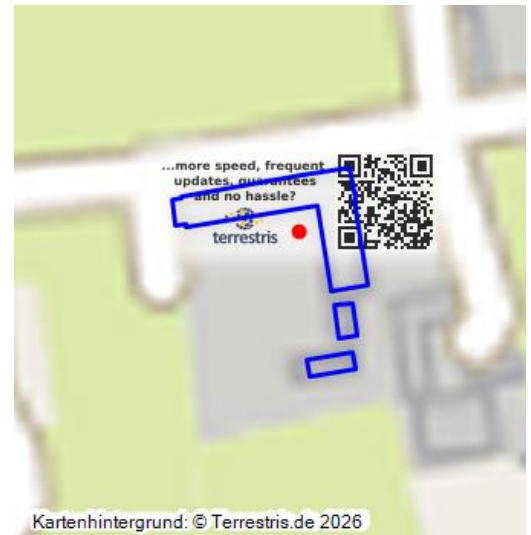 ...more speed, frequent
updates, guarantees
and no hassle?
terrestris
Kartenhintergrund: © Terrestris.de 2026